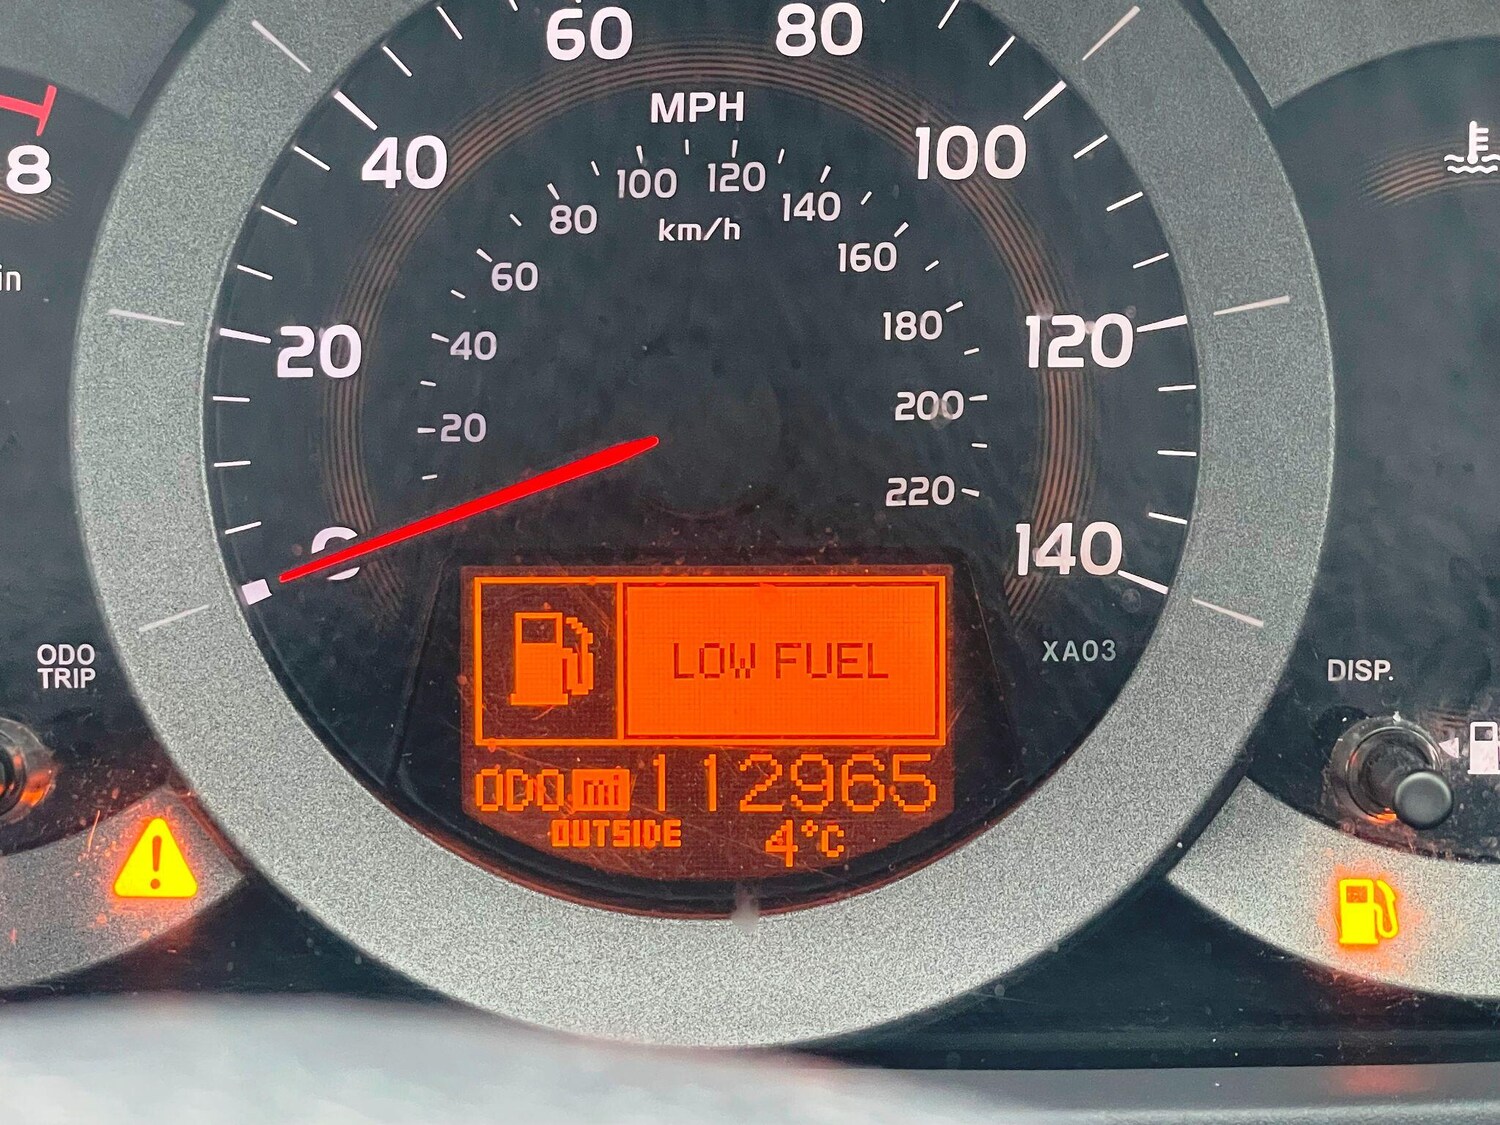 60 80
MPH
40 100
100 120
80 140
km/h
60 160
8
in
20 120
40 180
20 200
220
0 140
LOW FUEL
XA03
ODO
TRIP
DISP.
ODO mi 112965
OUTSIDE 4°C